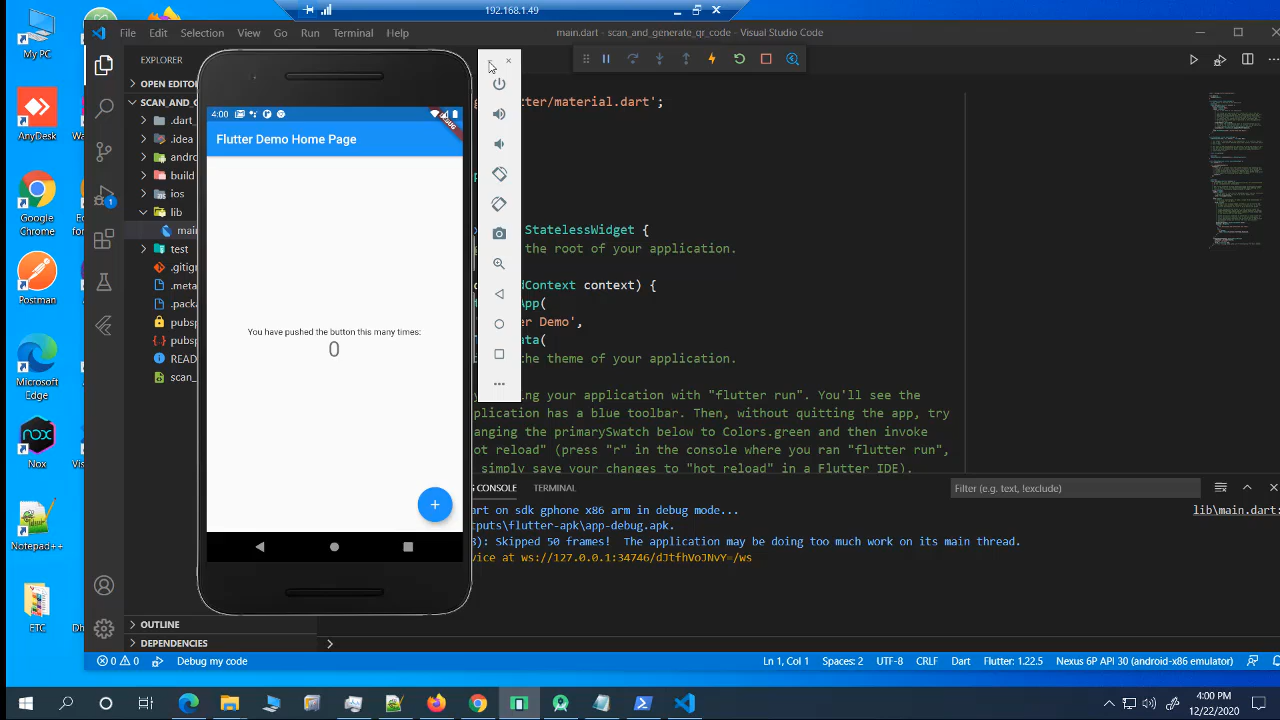 192.168.1.49
My PC
AnyDesk
Google
Chrome
Postman
Microsoft
Edge
Nox
Notepad++
ETC
File Edit Selection View Go Run Terminal Help
main.dart - scan_and_generate_qr_code - Visual Studio Code
EXPLORER
OPEN EDITOR
SCAN_AND_G
.dart_
.idea
andro
build
ios
lib
main
test
.gitig
.meta
.pack
pubsp
pubsp
READ
scan_
OUTLINE
DEPENDENCIES
1
4:00
DEBUG
Flutter Demo Home Page
You have pushed the button this many times:
0
+
tter/material.dart';
StatelessWidget {
the root of your application.
dContext context) {
pp(
r Demo',
ata(
the theme of your application.
ing your application with "flutter run". You'll see the
plication has a blue toolbar. Then, without quitting the app, try
anging the primarySwatch below to Colors.green and then invoke
ot reload" (press "r" in the console where you ran "flutter run",
simply save your changes to "hot reload" in a Flutter IDE).
CONSOLE TERMINAL
Filter (e.g. text, !exclude)
art on sdk gphone x86 arm in debug mode...
lib\main.dart:
tputs\flutter-apk\app-debug.apk.
): Skipped 50 frames! The application may be doing too much work on its main thread.
vice at ws://127.0.0.1:34746/dJtfhVoJNvY=/ws
0 0 Debug my code
Ln 1, Col 1 Spaces: 2 UTF-8 CRLF Dart Flutter: 1.22.5 Nexus 6P API 30 (android-x86 emulator)
4:00 PM
12/22/2020